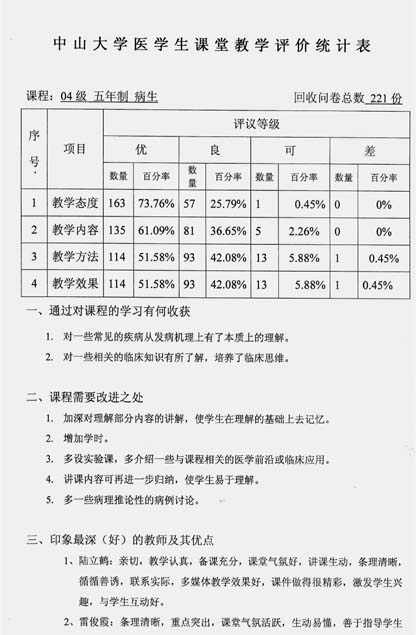 中山大学医学生课堂教学评价统计表
课程：04级 五年制 病生 回收问卷总数 221 份
序号 项目 评议等级
优 良 可 差
数量 百分率 数量 百分率 数量 百分率 数量 百分率
1 教学态度 163 73.76% 57 25.79% 1 0.45% 0 0%
2 教学内容 135 61.09% 81 36.65% 5 2.26% 0 0%
3 教学方法 114 51.58% 93 42.08% 13 5.88% 1 0.45%
4 教学效果 114 51.58% 93 42.08% 13 5.88% 1 0.45%
一、通过对课程的学习有何收获
1. 对一些常见的疾病从发病机理上有了本质上的理解。
2. 对一些相关的临床知识有所了解，培养了临床思维。
二、课程需要改进之处
1. 加深对理解部分内容的讲解，使学生在理解的基础上去记忆。
2. 增加学时。
3. 多设实验课，多介绍一些与课程相关的医学前沿或临床应用。
4. 讲课内容可再进一步归纳，使学生易于理解。
5. 多一些病理推论性的病例讨论。
三、印象最深（好）的教师及其优点
1、陆立鹤：亲切，教学认真，备课充分，课堂气氛好，讲课生动，条理清晰，
循循善诱，联系实际，多媒体教学效果好，课件做得很精彩，激发学生兴
趣，与学生互动好。
2、雷俊霞：条理清晰，重点突出，课堂气氛活跃，生动易懂，善于指导学生